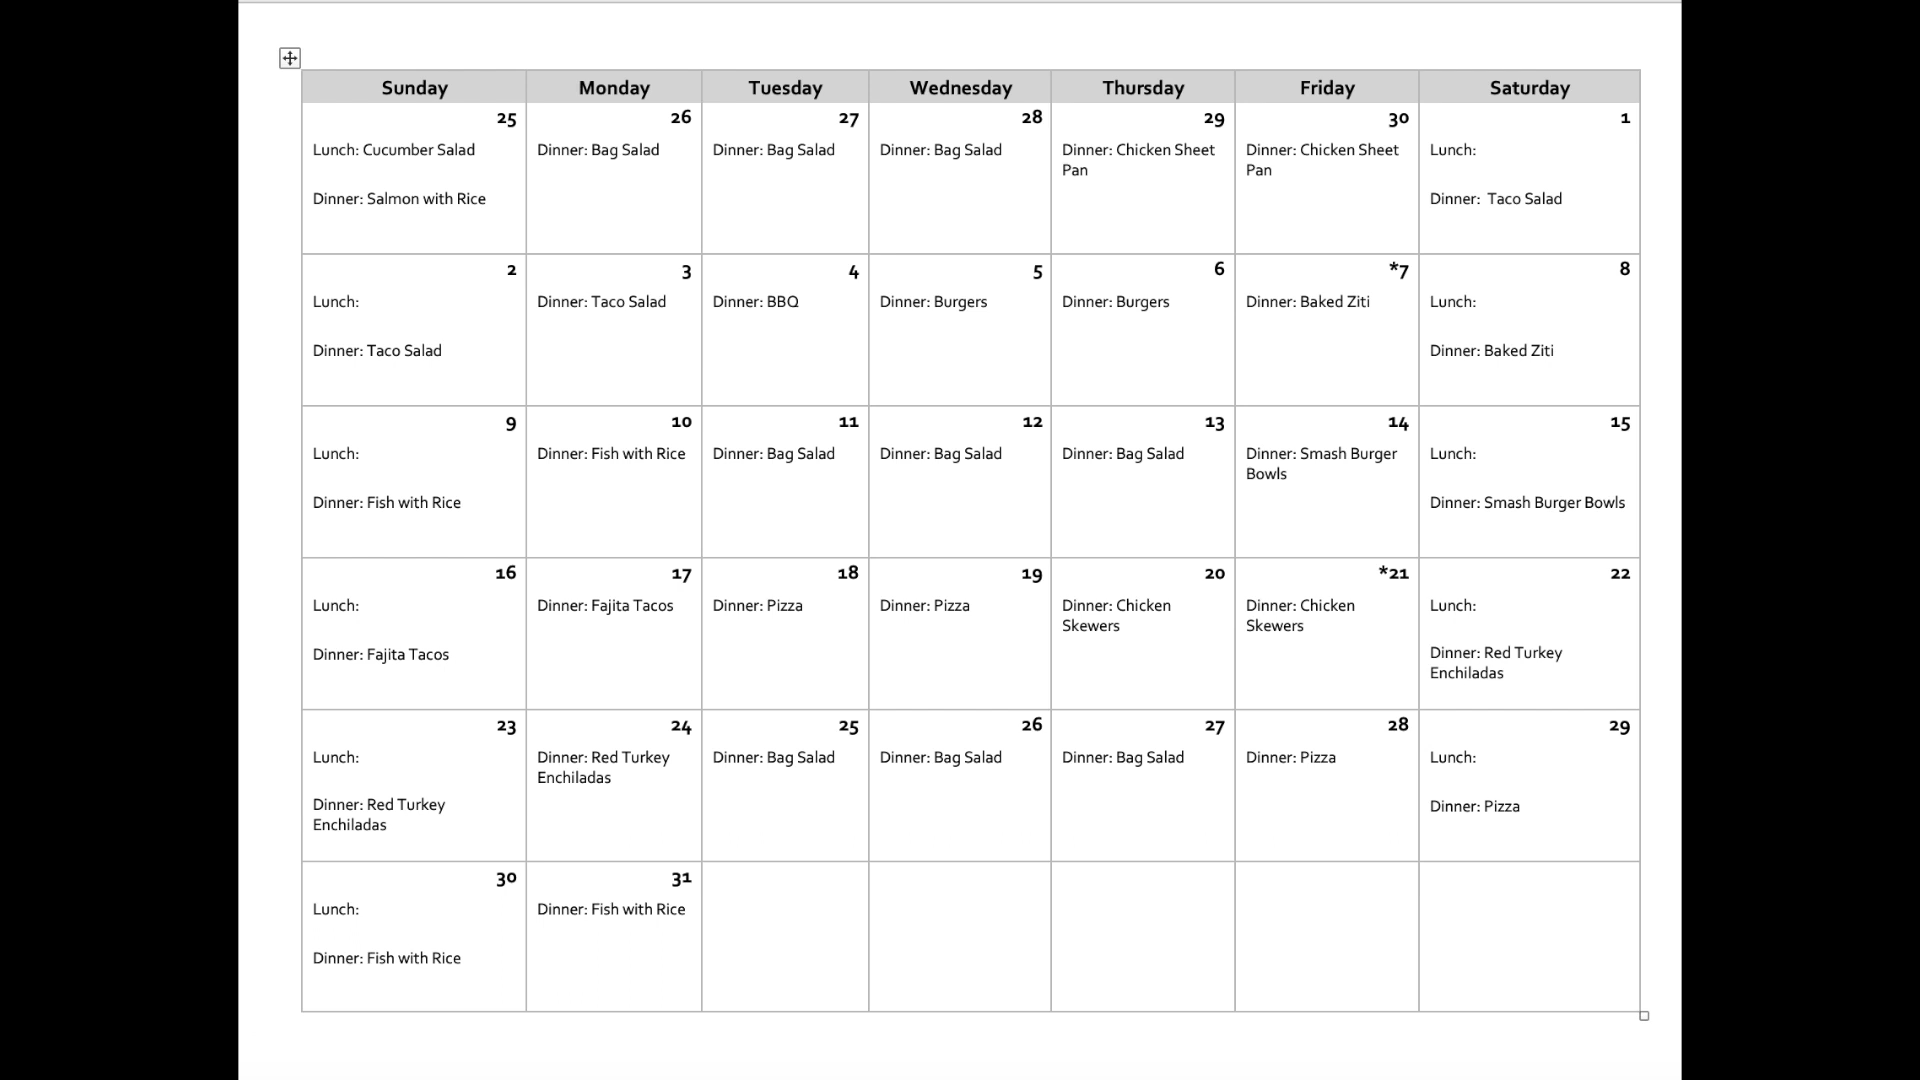 Sunday Monday Tuesday Wednesday Thursday Friday Saturday
25 26 27 28 29 30 1
Lunch: Cucumber Salad
Dinner: Salmon with Rice
Dinner: Bag Salad
Dinner: Bag Salad
Dinner: Bag Salad
Dinner: Chicken Sheet
Pan
Dinner: Chicken Sheet
Pan
Lunch:
Dinner: Taco Salad
2 3 4 5 6 *7 8
Lunch:
Dinner: Taco Salad
Dinner: Taco Salad
Dinner: BBQ
Dinner: Burgers
Dinner: Burgers
Dinner: Baked Ziti
Lunch:
Dinner: Baked Ziti
9 10 11 12 13 14 15
Lunch:
Dinner: Fish with Rice
Dinner: Fish with Rice
Dinner: Bag Salad
Dinner: Bag Salad
Dinner: Bag Salad
Dinner: Smash Burger
Bowls
Lunch:
Dinner: Smash Burger Bowls
16 17 18 19 20 *21 22
Lunch:
Dinner: Fajita Tacos
Dinner: Fajita Tacos
Dinner: Pizza
Dinner: Pizza
Dinner: Chicken
Skewers
Dinner: Chicken
Skewers
Lunch:
Dinner: Red Turkey
Enchiladas
23 24 25 26 27 28 29
Lunch:
Dinner: Red Turkey
Enchiladas
Dinner: Red Turkey
Enchiladas
Dinner: Bag Salad
Dinner: Bag Salad
Dinner: Bag Salad
Dinner: Pizza
Lunch:
Dinner: Pizza
30 31
Lunch:
Dinner: Fish with Rice
Dinner: Fish with Rice